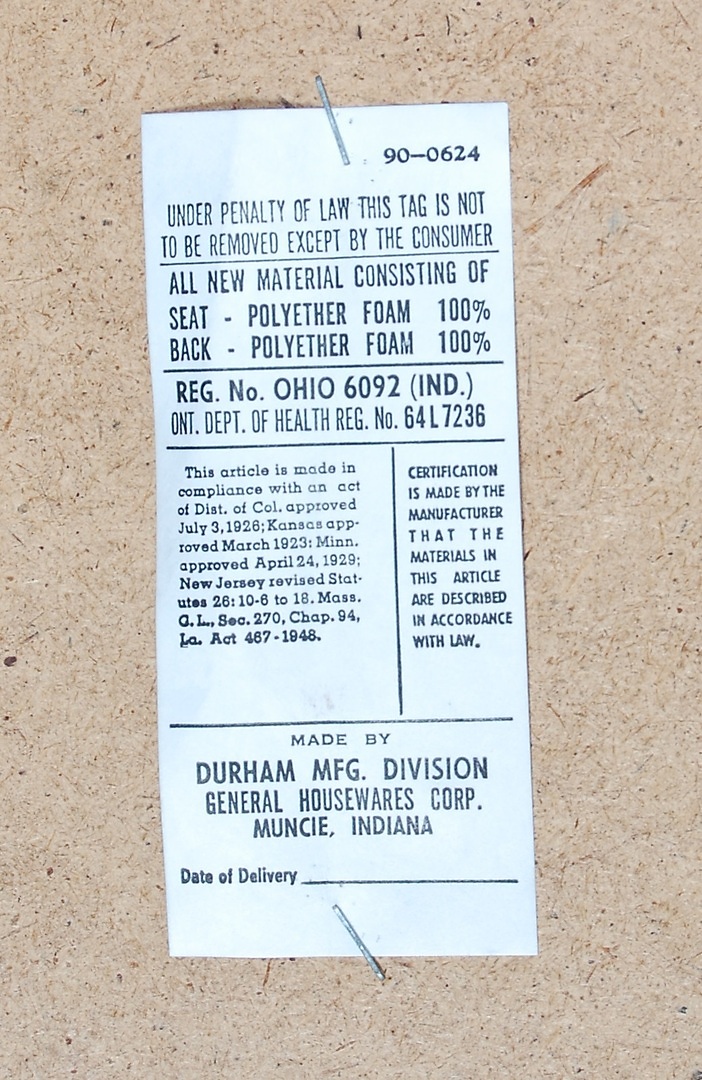 90-0624
UNDER PENALTY OF LAW THIS TAG IS NOT
TO BE REMOVED EXCEPT BY THE CONSUMER
ALL NEW MATERIAL CONSISTING OF
SEAT - POLYETHER FOAM 100%
BACK - POLYETHER FOAM 100%
REG. No. OHIO 6092 (IND.)
ONT. DEPT. OF HEALTH REG. No. 64L7236
This article is made in
compliance with an act
of Dist. of Col. approved
July 3, 1926; Kansas app-
roved March 1923; Minn.
approved April 24, 1929;
New Jersey revised Stat-
utes 26: 10-6 to 18. Mass.
G.L., Sec. 270, Chap. 94,
La. Act 467-1948.
CERTIFICATION
IS MADE BY THE
MANUFACTURER
THAT THE
MATERIALS IN
THIS ARTICLE
ARE DESCRIBED
IN ACCORDANCE
WITH LAW.
MADE BY
DURHAM MFG. DIVISION
GENERAL HOUSEWARES CORP.
MUNCIE, INDIANA
Date of Delivery